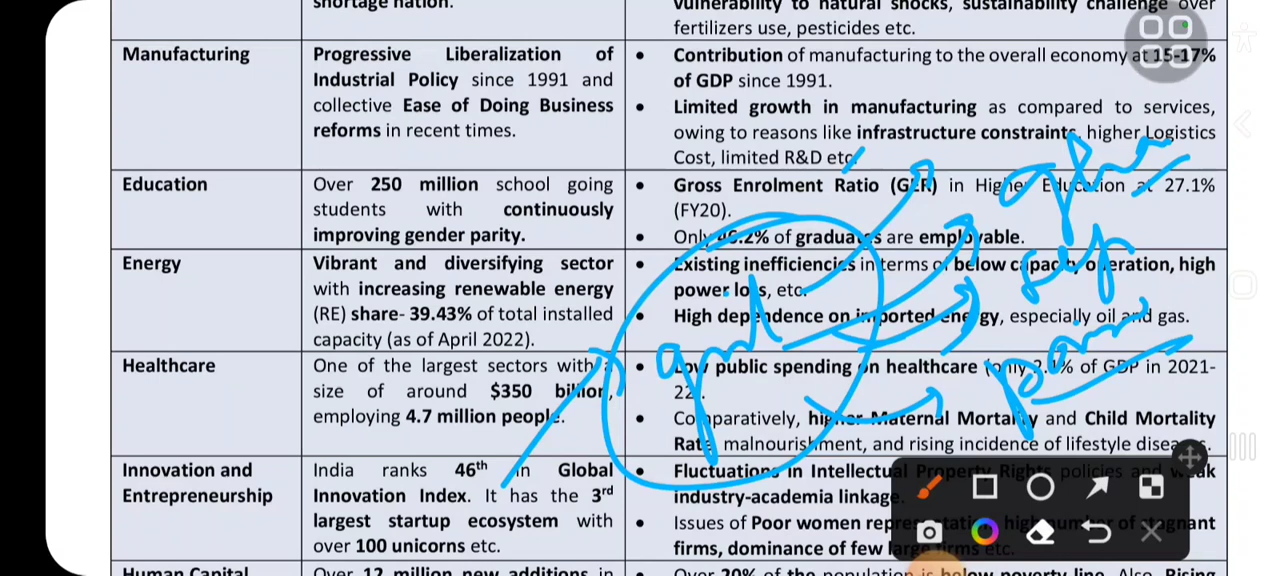 shortage nation.
vulnerability to natural shocks, sustainability challenge over
fertilizers use, pesticides etc.
Manufacturing
Progressive Liberalization of
Industrial Policy since 1991 and
collective Ease of Doing Business
reforms in recent times.
• Contribution of manufacturing to the overall economy at 15-17%
of GDP since 1991.
• Limited growth in manufacturing as compared to services,
owing to reasons like infrastructure constraints, higher Logistics
Cost, limited R&D etc.
Education
Over 250 million school going
students with continuously
improving gender parity.
• Gross Enrolment Ratio (GER) in Higher Education at 27.1%
(FY20).
• Only 46.2% of graduates are employable.
Energy
Vibrant and diversifying sector
with increasing renewable energy
(RE) share- 39.43% of total installed
capacity (as of April 2022).
• Existing inefficiencies in terms of below capacity operation, high
power loss, etc.
• High dependence on imported energy, especially oil and gas.
Healthcare
One of the largest sectors with a
size of around $350 billion,
employing 4.7 million people.
• Low public spending on healthcare (only % of GDP in 2021-
22).
• Comparatively, higher Maternal Mortality and Child Mortality
Rate, malnourishment, and rising incidence of lifestyle diseases.
Innovation and
Entrepreneurship
India ranks 46th in Global
Innovation Index. It has the 3rd
largest startup ecosystem with
over 100 unicorns etc.
• Fluctuations in Intellectual Property Rights policies and weak
industry-academia linkage.
• Issues of Poor women representation, high number of stagnant
firms, dominance of few large firms etc.
Human Capital
Over 12 million new additions in
Over 20% of the population is below poverty line. Also, Rising